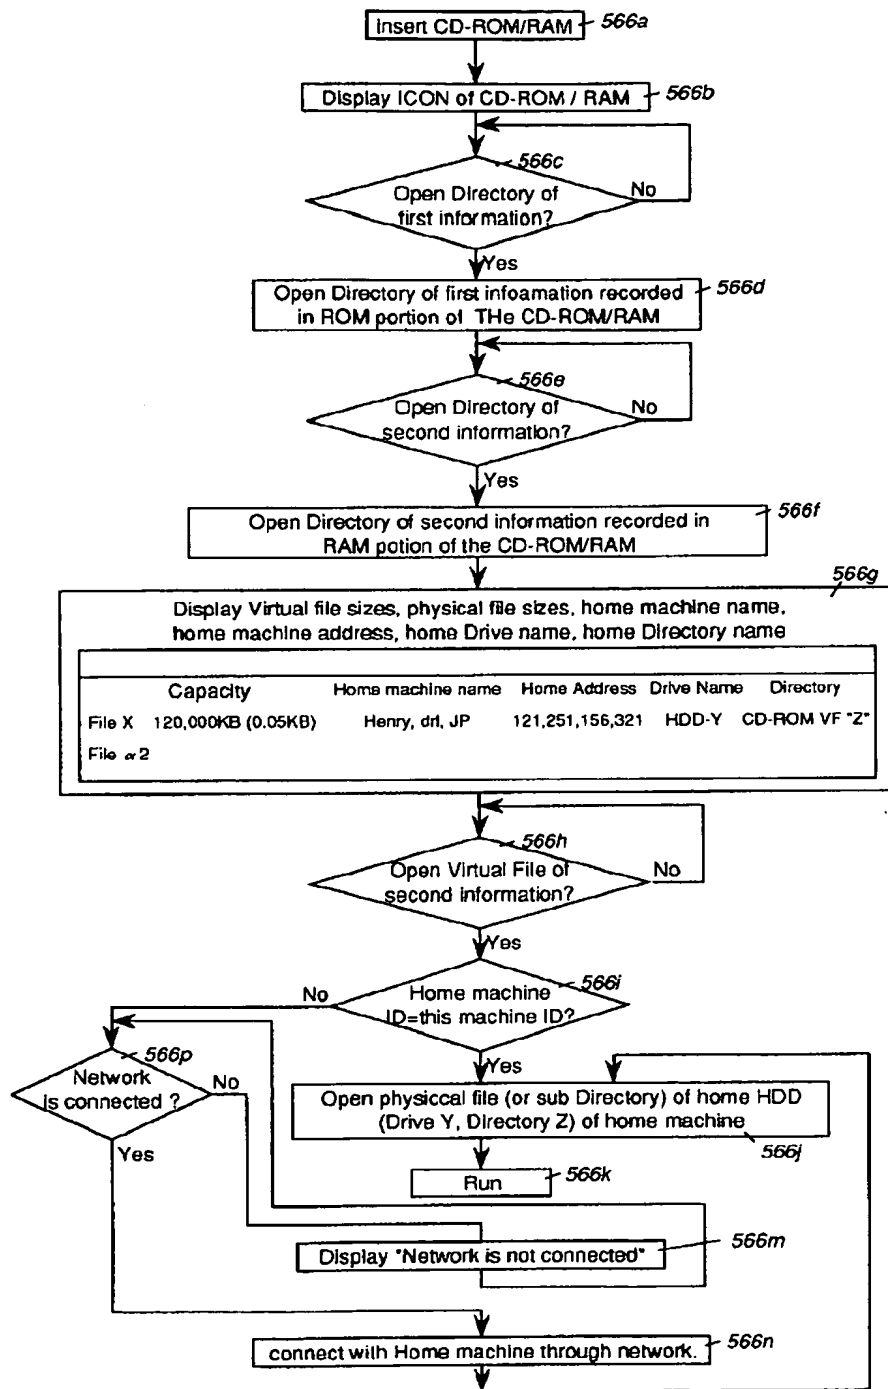 Insert CD-ROM/RAM
566a
Display ICON of CD-ROM / RAM
566b
566c
Open Directory of
first information?
No
Yes
Open Directory of first infoamation recorded
in ROM portion of THe CD-ROM/RAM
566d
566e
Open Directory of
second information?
No
Yes
Open Directory of second information recorded in
RAM potion of the CD-ROM/RAM
566f
566g
Display Virtual file sizes, physical file sizes, home machine name,
home machine address, home Drive name, home Directory name
Capacity Home machine name Home Address Drive Name Directory
File X 120,000KB (0.05KB) Henry, drl, JP 121,251,156,321 HDD-Y CD-ROM VF "Z"
File α2
566h
Open Virtual File of
second information?
No
Yes
566i
Home machine
ID=this machine ID?
No
Yes
566p
Network
is connected ?
No
Yes
Open physiccal file (or sub Directory) of home HDD
(Drive Y, Directory Z) of home machine
566j
Run
566k
Display "Network is not connected"
566m
connect with Home machine through network.
566n